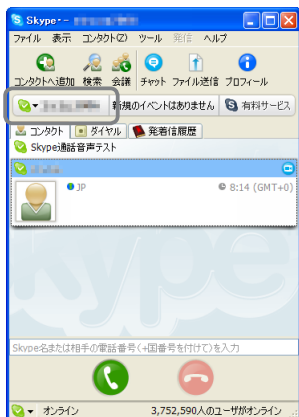 Skype™ -
ファイル 表示 コンタクト(Z) ツール 発信 ヘルプ
コンタクトへ追加 検索 会議 チャット ファイル送信 プロフィール
新規のイベントはありません 有料サービス
コンタクト ダイヤル 発着信履歴
Skype通話音声テスト
JP 8:14 (GMT+0)
Skype名または相手の電話番号(+国番号を付けて)を入力
オンライン 3,752,590人のユーザがオンライン